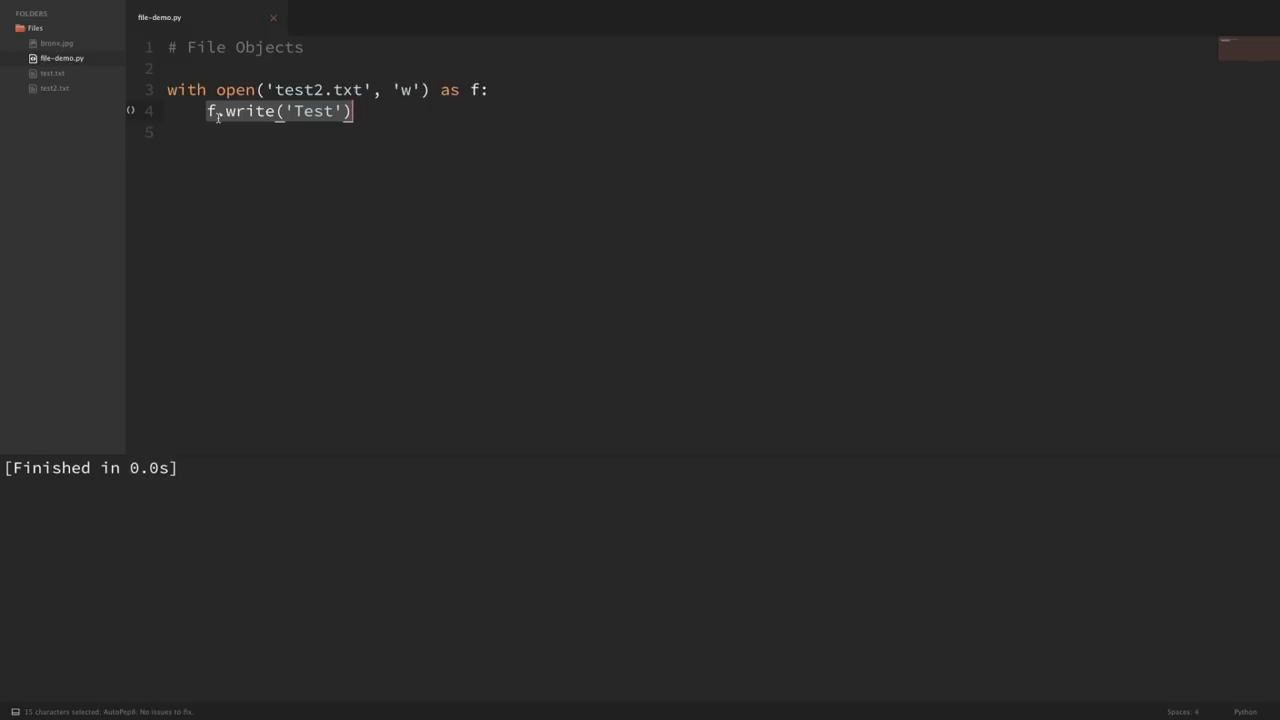 FOLDERS
Files
bronx.jpg
file-demo.py
test.txt
test2.txt
file-demo.py
1 # File Objects
2
3 with open('test2.txt', 'w') as f:
4 f.write('Test')
5
[Finished in 0.0s]
15 characters selected; AutoPep8: No issues to fix.
Spaces: 4
Python